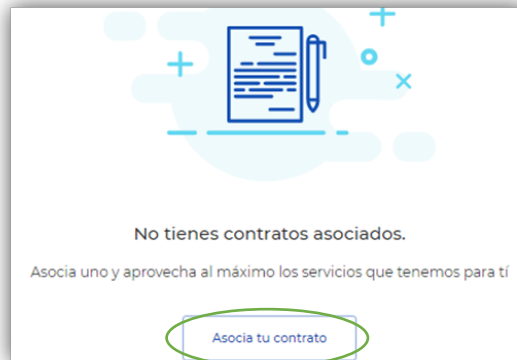 No tienes contratos asociados.
Asocia uno y aprovecha al máximo los servicios que tenemos para tí
Asocia tu contrato